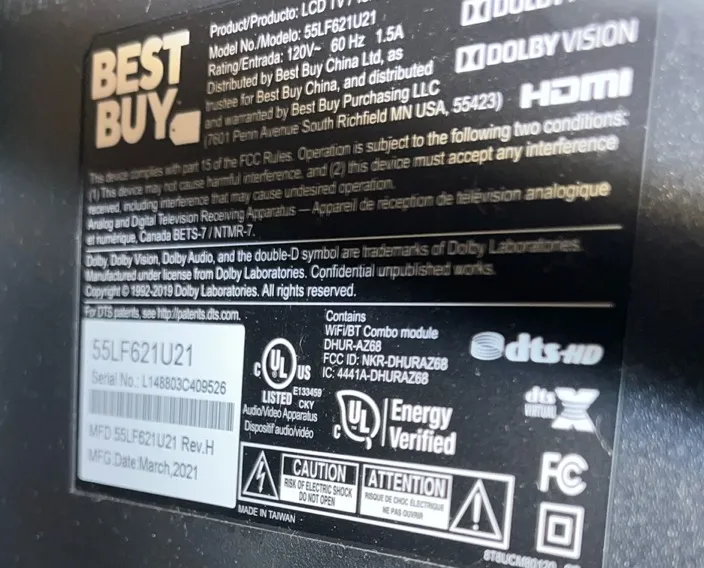 BEST
BUY
Product/Producto: LCD TV /
Model No./Modelo: 55LF621U21
Rating/Entrada: 120V~ 60 Hz 1.5A
Distributed by Best Buy China Ltd, as
trustee for Best Buy China, and distributed
and warranted by Best Buy Purchasing LLC
(7601 Penn Avenue South Richfield MN USA, 55423)
DOLBY VISION
HDMI
This device complies with part 15 of the FCC Rules. Operation is subject to the following two conditions:
(1) This device may not cause harmful interference, and (2) this device must accept any interference
received, including interference that may cause undesired operation.
Analog and Digital Television Receiving Apparatus — Appareil de réception de télévision analogique
et numérique, Canada BETS-7 / NTMR-7.
Dolby, Dolby Vision, Dolby Audio, and the double-D symbol are trademarks of Dolby Laboratories.
Manufactured under license from Dolby Laboratories. Confidential unpublished works.
Copyright © 1992-2019 Dolby Laboratories. All rights reserved.
For DTS patents, see http://patents.dts.com.
55LF621U21
Serial No.: L148803C409526
MFD:55LF621U21 Rev.H
MFG.Date:March,2021
c UL US
LISTED E133459
CKY
Audio/Video Apparatus
Dispositif audio/vidéo
Contains
WiFi/BT Combo module
DHUR-AZ68
FCC ID: NKR-DHURAZ68
IC: 4441A-DHURAZ68
c UL
Energy
Verified
dts-HD
dts
VIRTUAL X
FC
CAUTION
RISK OF ELECTRIC SHOCK
DO NOT OPEN
ATTENTION
RISQUE DE CHOC ÉLECTRIQUE
NE PAS OUVRIR
MADE IN TAIWAN